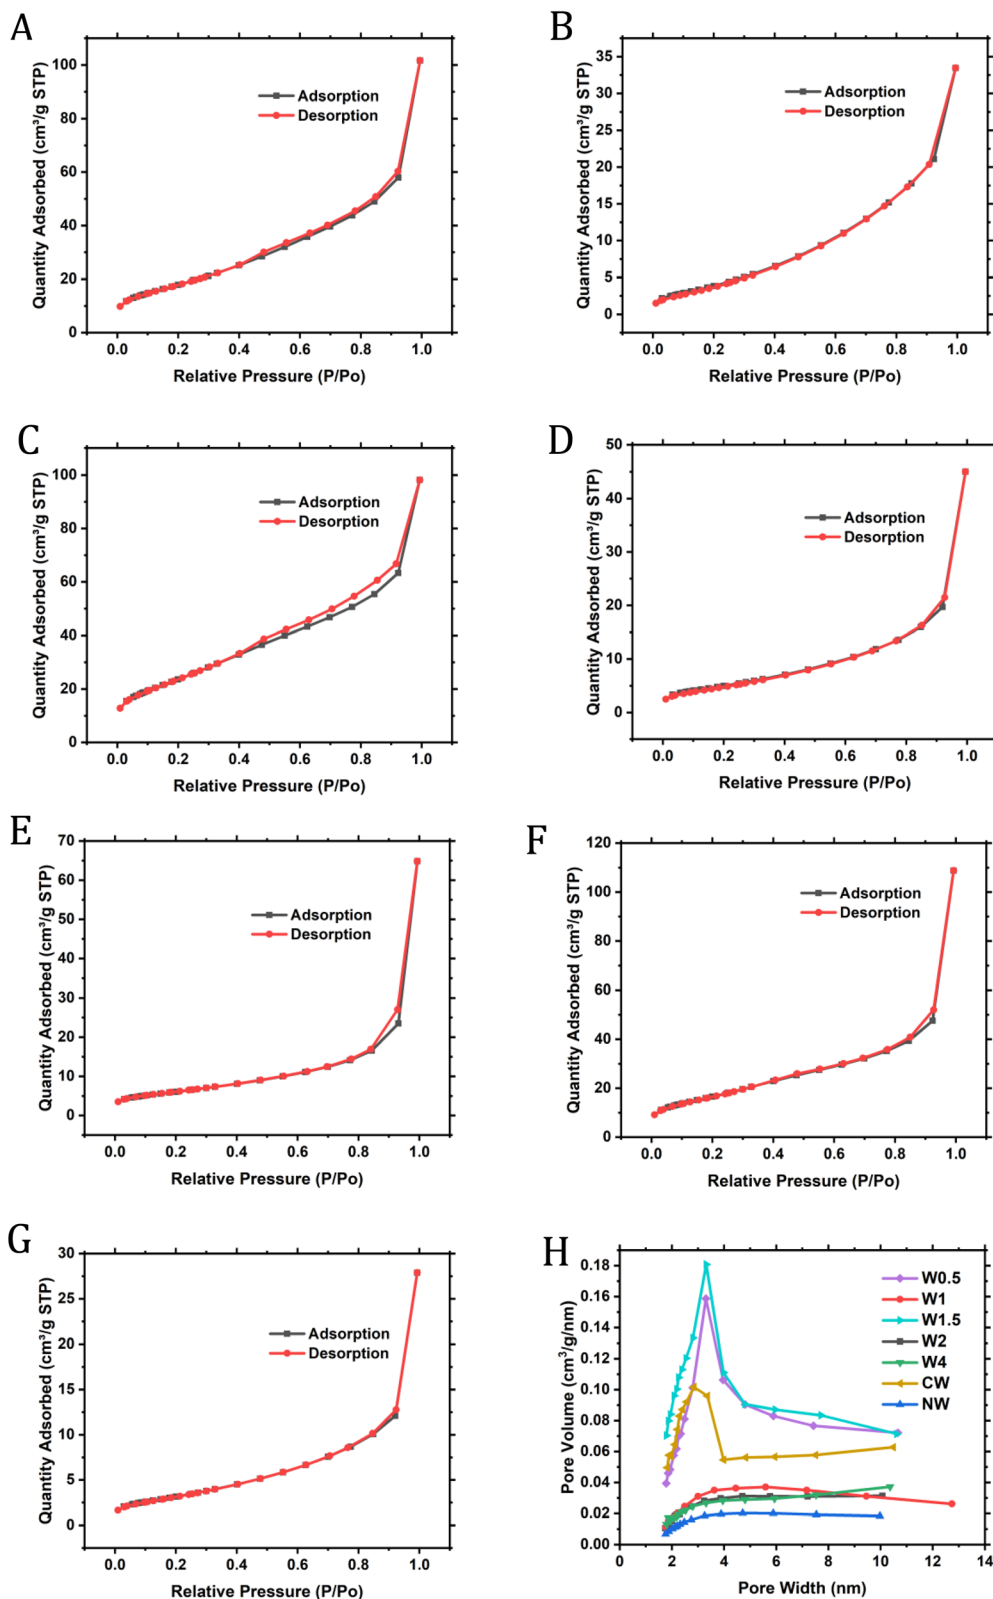 A
Quantity Adsorbed (cm³/g STP)
100
80
60
40
20
0
Adsorption
Desorption
0.0 0.2 0.4 0.6 0.8 1.0
Relative Pressure (P/Po)
B
Quantity Adsorbed (cm³/g STP)
35
30
25
20
15
10
5
0
Adsorption
Desorption
0.0 0.2 0.4 0.6 0.8 1.0
Relative Pressure (P/Po)
C
Quantity Adsorbed (cm³/g STP)
100
80
60
40
20
0
Adsorption
Desorption
0.0 0.2 0.4 0.6 0.8 1.0
Relative Pressure (P/Po)
D
Quantity Adsorbed (cm³/g STP)
50
40
30
20
10
0
Adsorption
Desorption
0.0 0.2 0.4 0.6 0.8 1.0
Relative Pressure (P/Po)
E
Quantity Adsorbed (cm³/g STP)
70
60
50
40
30
20
10
0
Adsorption
Desorption
0.0 0.2 0.4 0.6 0.8 1.0
Relative Pressure (P/Po)
F
Quantity Adsorbed (cm³/g STP)
120
100
80
60
40
20
0
Adsorption
Desorption
0.0 0.2 0.4 0.6 0.8 1.0
Relative Pressure (P/Po)
G
Quantity Adsorbed (cm³/g STP)
30
25
20
15
10
5
0
Adsorption
Desorption
0.0 0.2 0.4 0.6 0.8 1.0
Relative Pressure (P/Po)
H
Pore Volume (cm³/g/nm)
0.18
0.16
0.14
0.12
0.10
0.08
0.06
0.04
0.02
0.00
W0.5
W1
W1.5
W2
W4
CW
NW
0 2 4 6 8 10 12 14
Pore Width (nm)